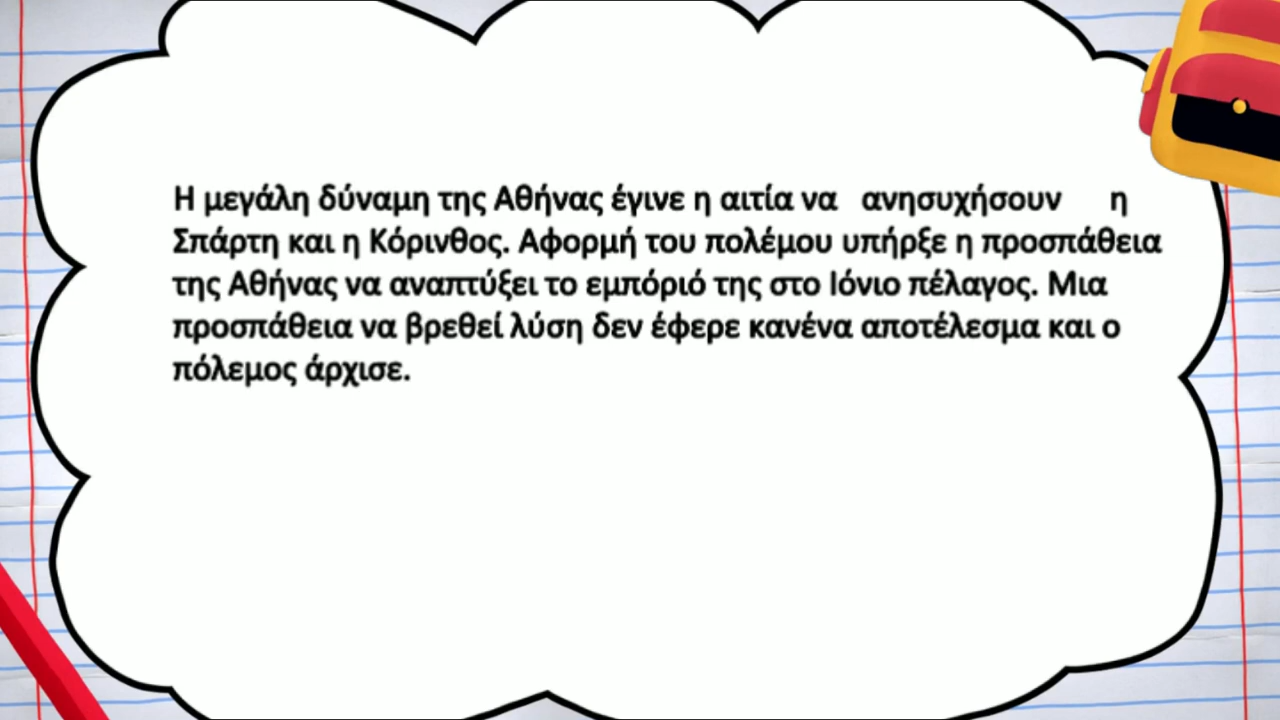 Η μεγάλη δύναμη της Αθήνας έγινε η αιτία να ανησυχήσουν η
Σπάρτη και η Κόρινθος. Αφορμή του πολέμου υπήρξε η προσπάθεια
της Αθήνας να αναπτύξει το εμπόριό της στο Ιόνιο πέλαγος. Μια
προσπάθεια να βρεθεί λύση δεν έφερε κανένα αποτέλεσμα και ο
πόλεμος άρχισε.